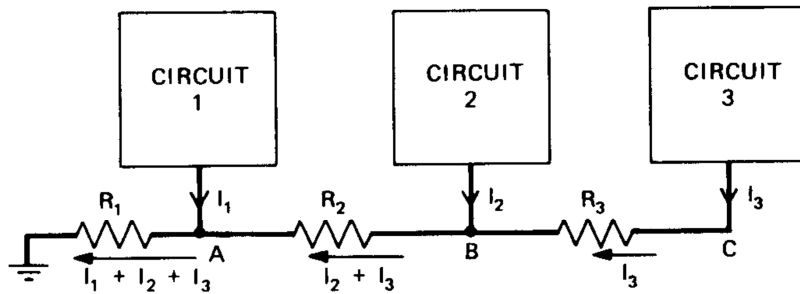 CIRCUIT
1
CIRCUIT
2
CIRCUIT
3
I₁
I₂
I₃
R₁
R₂
R₃
A
B
C
I₁ + I₂ + I₃
I₂ + I₃
I₃